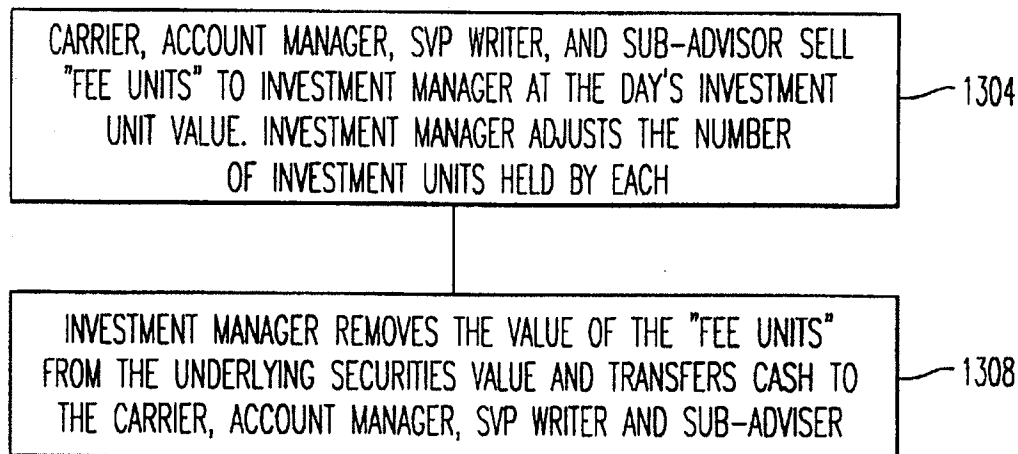 CARRIER, ACCOUNT MANAGER, SVP WRITER, AND SUB-ADVISOR SELL
"FEE UNITS" TO INVESTMENT MANAGER AT THE DAY'S INVESTMENT
UNIT VALUE. INVESTMENT MANAGER ADJUSTS THE NUMBER
OF INVESTMENT UNITS HELD BY EACH
1304
INVESTMENT MANAGER REMOVES THE VALUE OF THE "FEE UNITS"
FROM THE UNDERLYING SECURITIES VALUE AND TRANSFERS CASH TO
THE CARRIER, ACCOUNT MANAGER, SVP WRITER AND SUB-ADVISER
1308